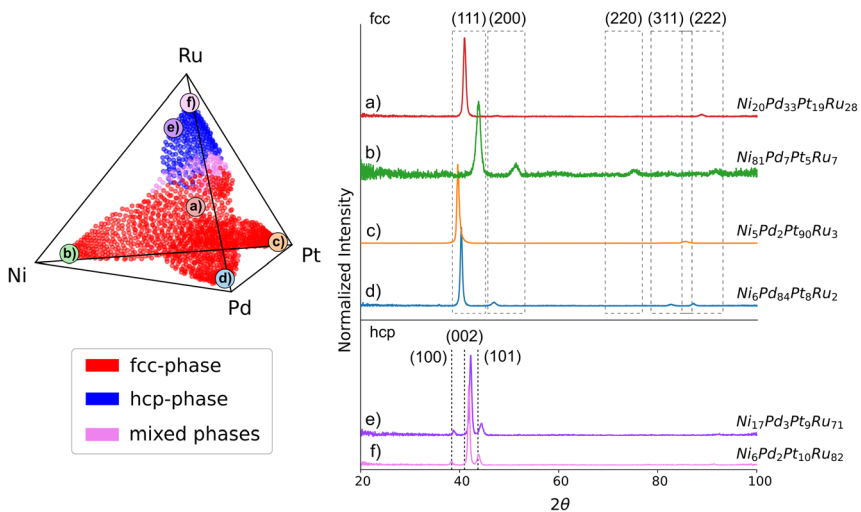 Ru
f)
e)
a)
b)
c)
d)
Ni
Pt
Pd
fcc-phase
hcp-phase
mixed phases
fcc
(111) (200) (220) (311) (222)
a) Ni₂₀Pd₃₃Pt₁₉Ru₂₈
b) Ni₈₁Pd₇Pt₅Ru₇
c) Ni₅Pd₂Pt₉₀Ru₃
d) Ni₆Pd₈₄Pt₈Ru₂
hcp
(002)
(100) (101)
e) Ni₁₇Pd₃Pt₉Ru₇₁
f) Ni₆Pd₂Pt₁₀Ru₈₂
20 40 60 80 100
2θ
Normalized Intensity